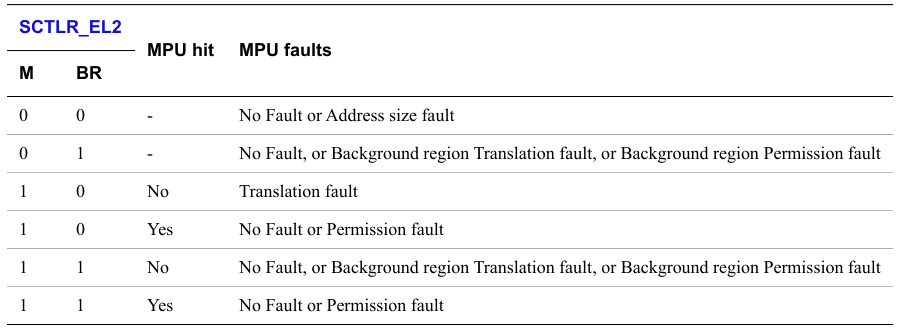 SCTLR_EL2
MPU hit MPU faults
M BR
0 0 - No Fault or Address size fault
0 1 - No Fault, or Background region Translation fault, or Background region Permission fault
1 0 No Translation fault
1 0 Yes No Fault or Permission fault
1 1 No No Fault, or Background region Translation fault, or Background region Permission fault
1 1 Yes No Fault or Permission fault